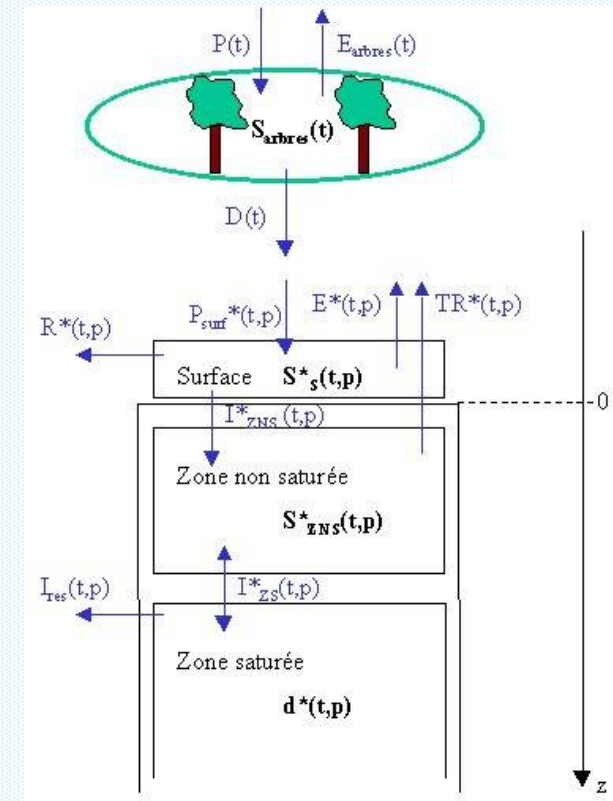 P(t) E_arbres(t)
S_arbres(t)
D(t)
P_surf*(t,p) E*(t,p) TR*(t,p)
R*(t,p)
Surface S*_s(t,p)
0
I*_ZNS(t,p)
Zone non saturée
S*_ZNS(t,p)
I_res(t,p) I*_ZS(t,p)
Zone saturée
d*(t,p)
z